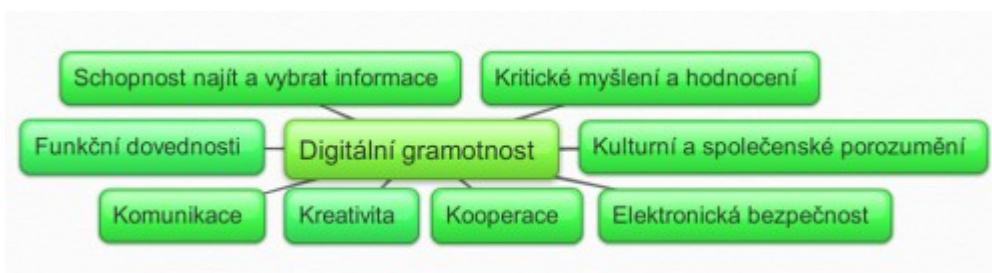 Schopnost najít a vybrat informace
Kritické myšlení a hodnocení
Funkční dovednosti
Digitální gramotnost
Kulturní a společenské porozumění
Komunikace
Kreativita
Kooperace
Elektronická bezpečnost